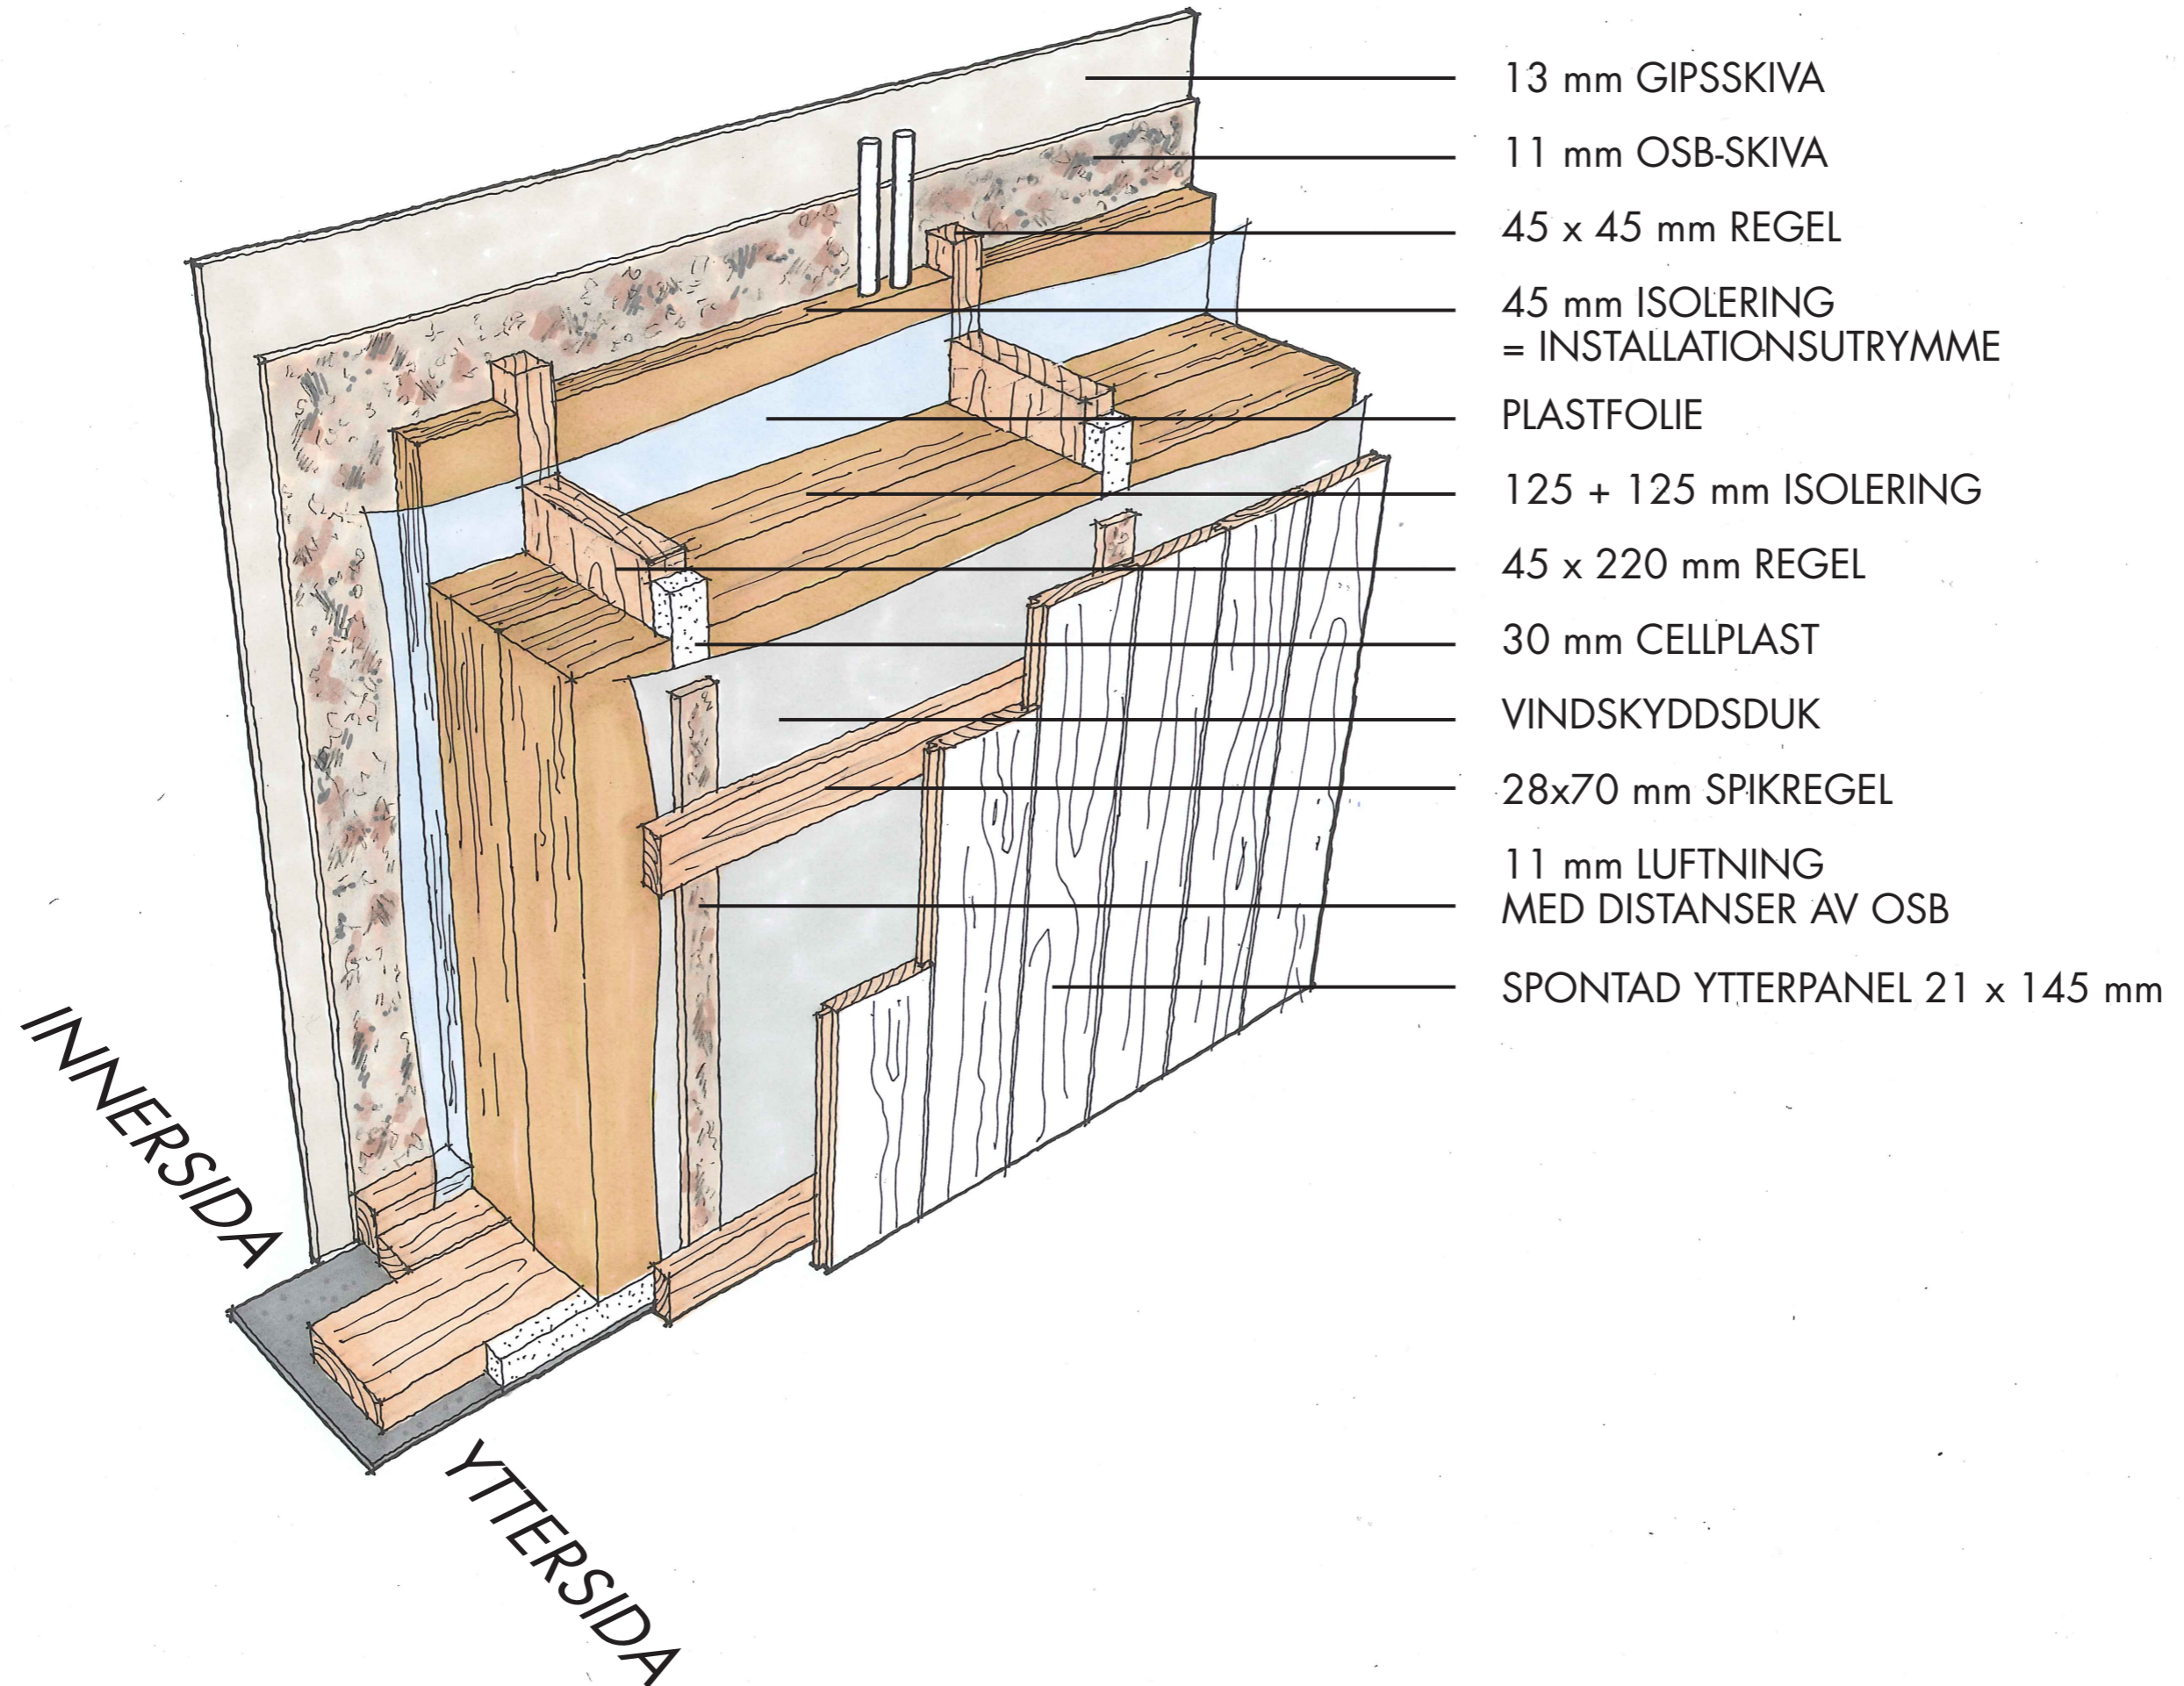 13 mm GIPSSKIVA
11 mm OSB-SKIVA
45 x 45 mm REGEL
45 mm ISOLERING
= INSTALLATIONSUTRYMME
PLASTFOLIE
125 + 125 mm ISOLERING
45 x 220 mm REGEL
30 mm CELLPLAST
VINDSKYDDSDUK
28x70 mm SPIKREGEL
11 mm LUFTNING
MED DISTANSER AV OSB
SPONTAD YTTERPANEL 21 x 145 mm
INNERSIDA
YTTERSIDA